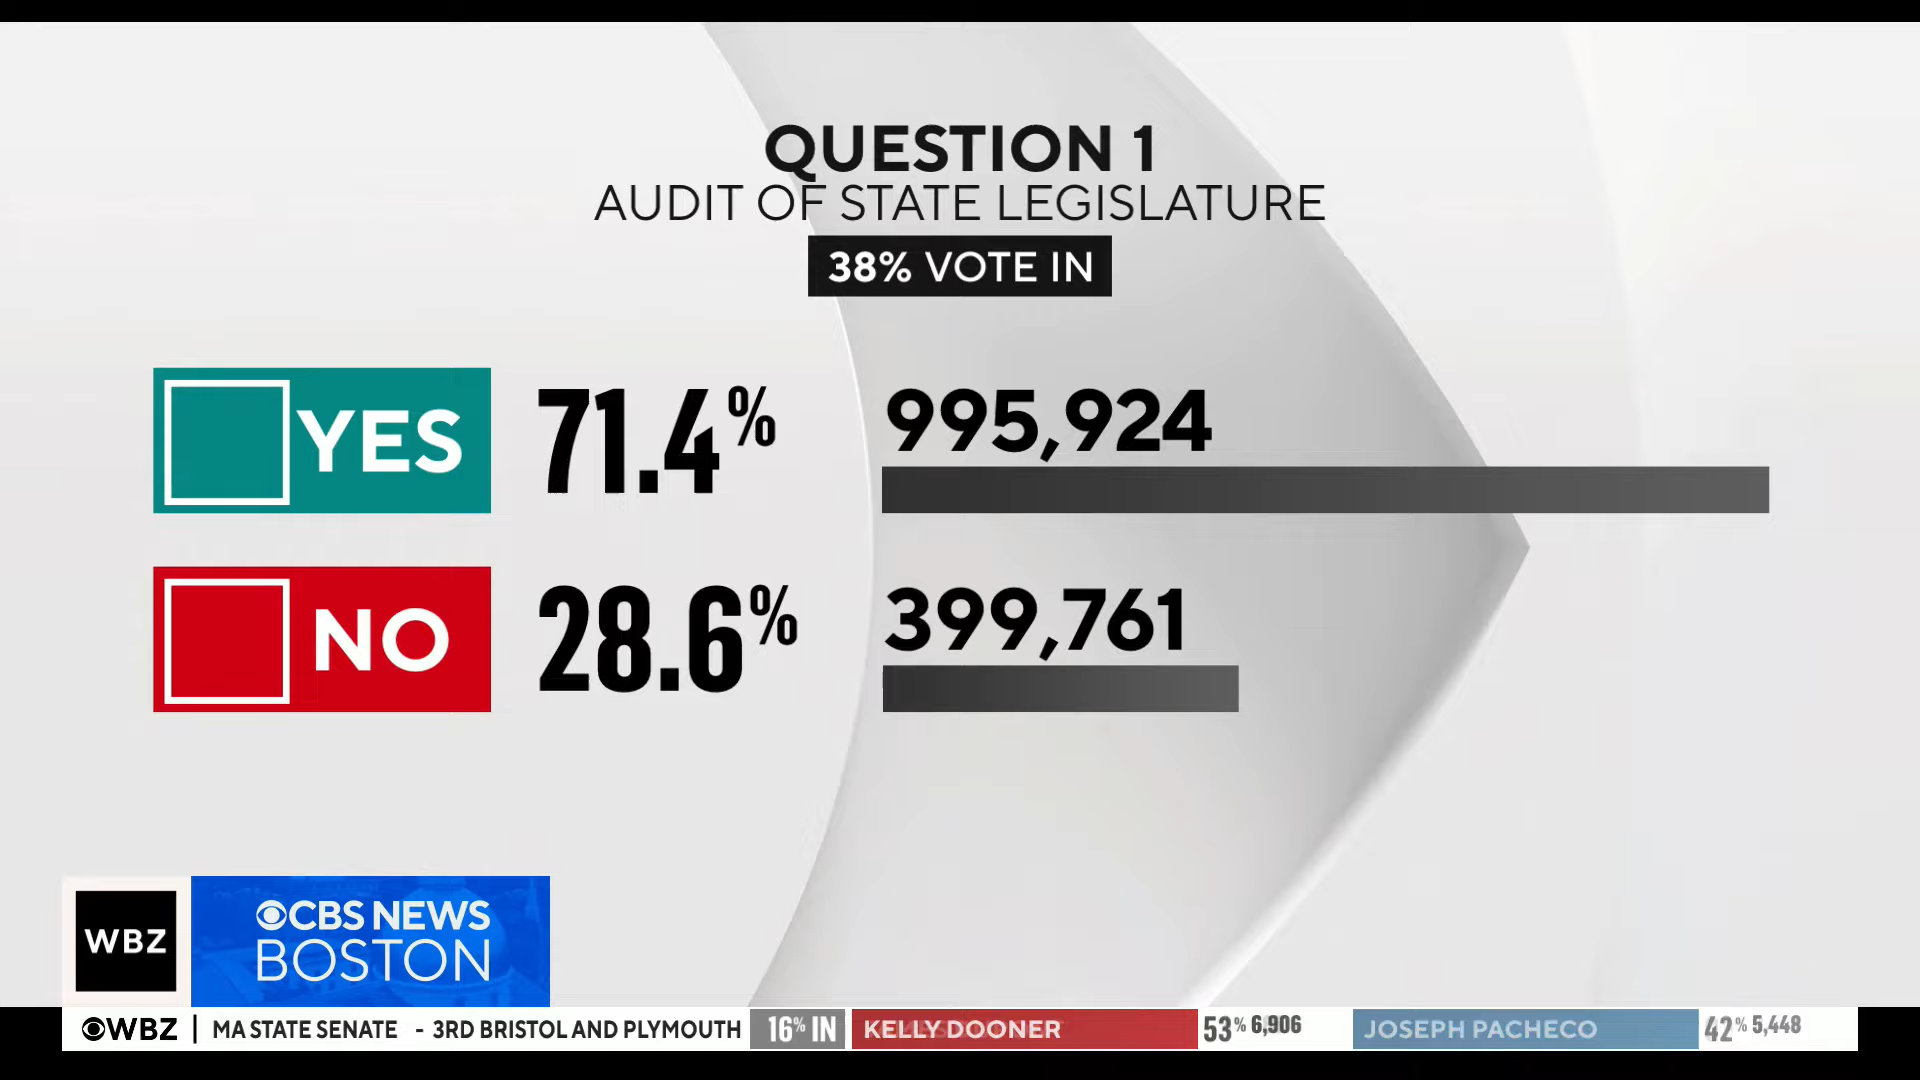 QUESTION 1
AUDIT OF STATE LEGISLATURE
38% VOTE IN
YES 71.4% 995,924
NO 28.6% 399,761
WBZ
CBS NEWS
BOSTON
WBZ | MA STATE SENATE - 3RD BRISTOL AND PLYMOUTH 16% IN KELLY DOONER 53% 6,906 JOSEPH PACHECO 42% 5,448